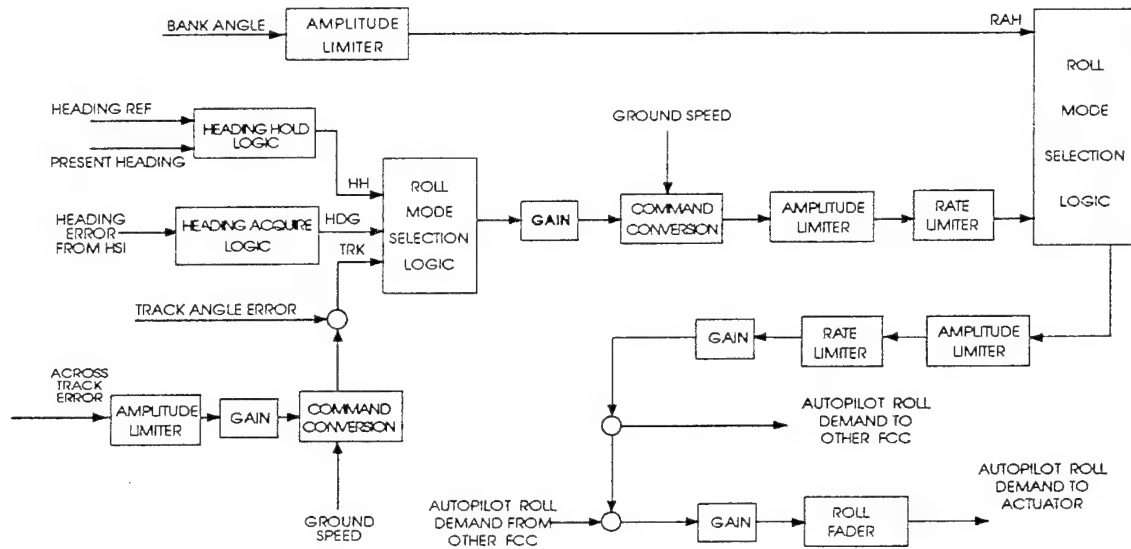 BANK ANGLE
AMPLITUDE
LIMITER
RAH
ROLL
MODE
SELECTION
LOGIC
HEADING REF
PRESENT HEADING
HEADING HOLD
LOGIC
HH
HEADING
ERROR
FROM HSI
HEADING ACQUIRE
LOGIC
HDG
TRK
ROLL
MODE
SELECTION
LOGIC
GAIN
GROUND SPEED
COMMAND
CONVERSION
AMPLITUDE
LIMITER
RATE
LIMITER
TRACK ANGLE ERROR
GAIN
RATE
LIMITER
AMPLITUDE
LIMITER
ACROSS
TRACK
ERROR
AMPLITUDE
LIMITER
GAIN
COMMAND
CONVERSION
GROUND
SPEED
AUTOPILOT ROLL
DEMAND TO
OTHER FCC
AUTOPILOT ROLL
DEMAND FROM
OTHER FCC
GAIN
ROLL
FADER
AUTOPILOT ROLL
DEMAND TO
ACTUATOR